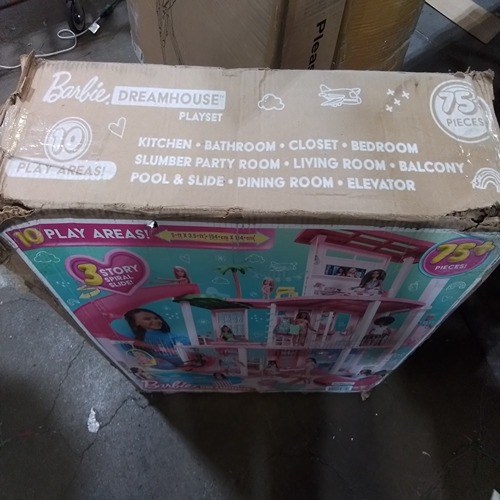 Barbie DREAMHOUSE
PLAYSET
75+
PIECES
10
PLAY AREAS!
KITCHEN • BATHROOM • CLOSET • BEDROOM
SLUMBER PARTY ROOM • LIVING ROOM • BALCONY
POOL & SLIDE • DINING ROOM • ELEVATOR
Pleas
10 PLAY AREAS!
75+
PIECES!
3 STORY
SPIRAL
SLIDE!
Barbie